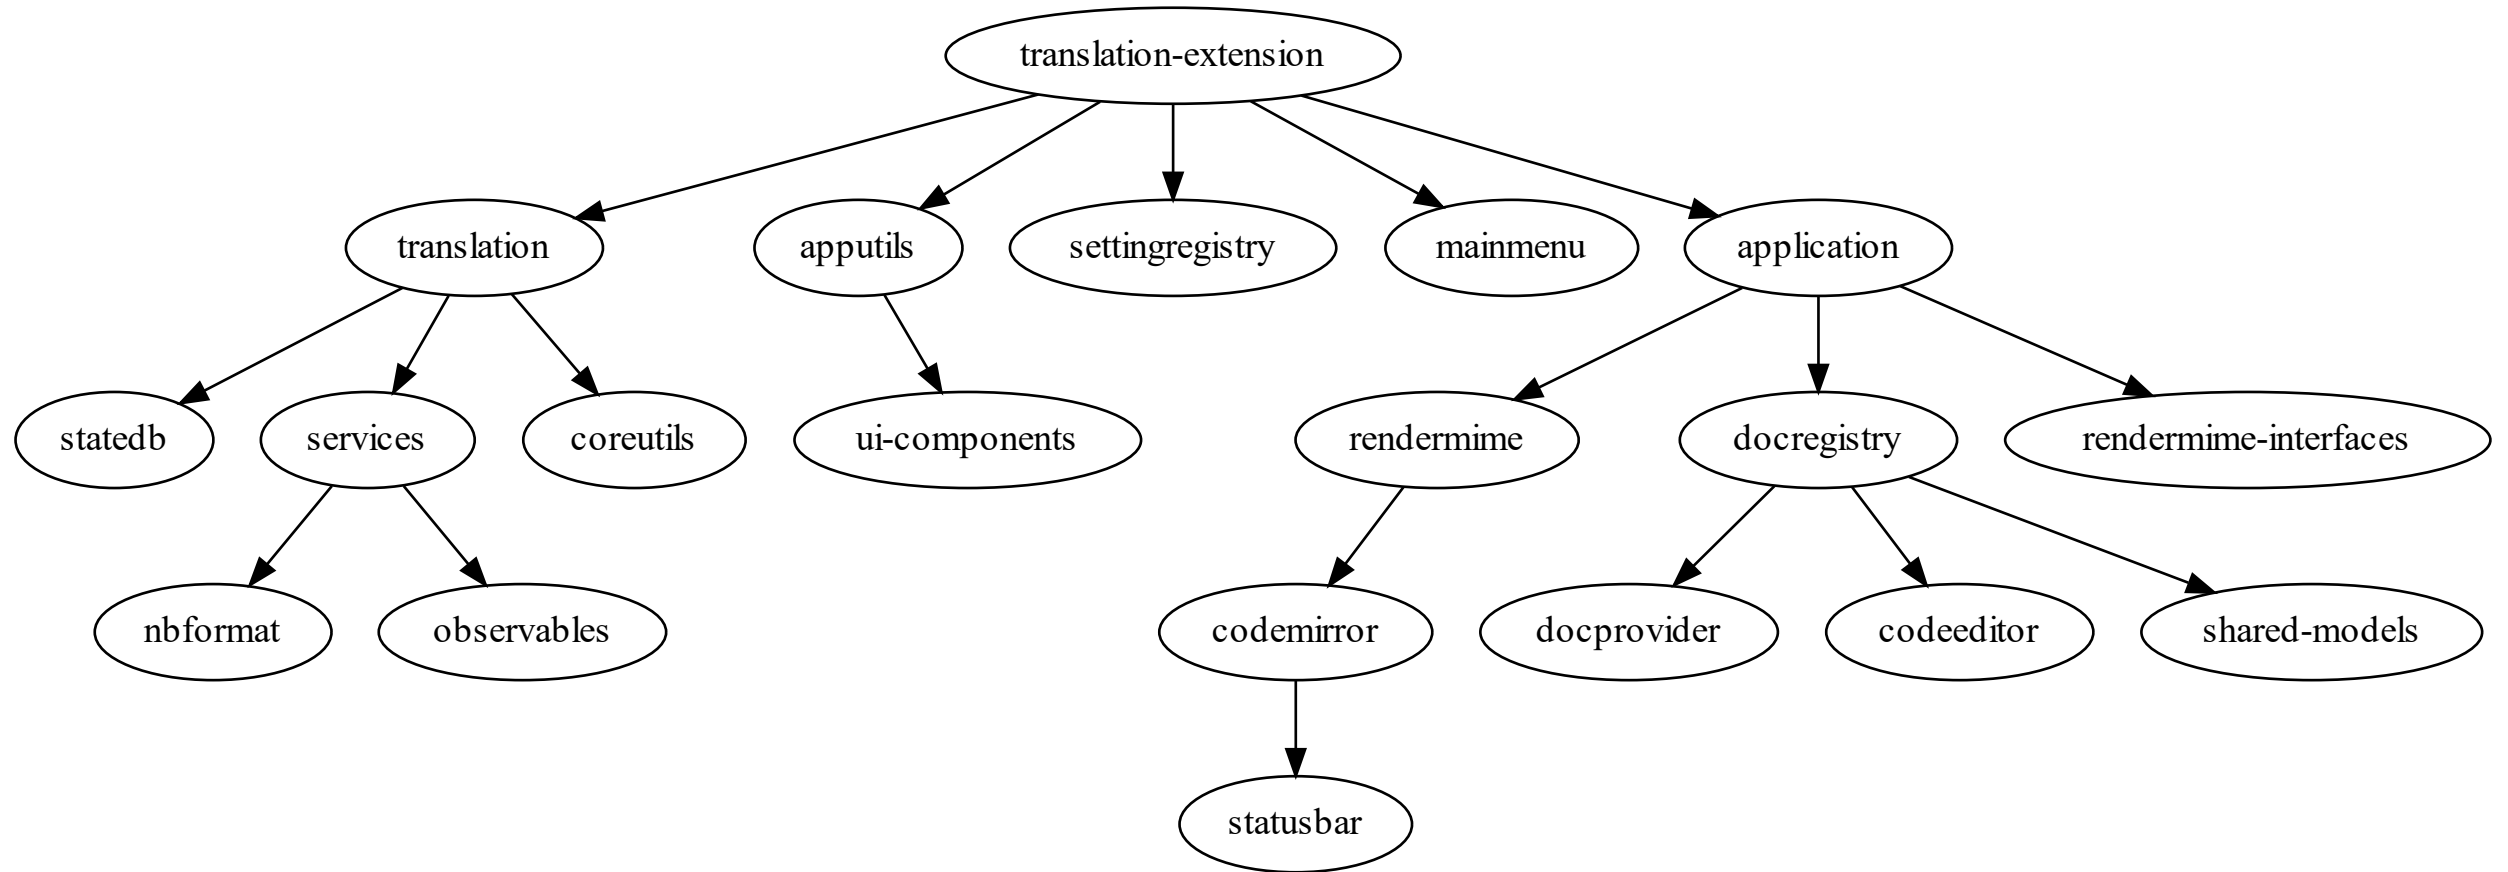 translation-extension
translation
apputils
settingregistry
mainmenu
application
statedb
services
coreutils
ui-components
rendermime
docregistry
rendermime-interfaces
nbformat
observables
codemirror
docprovider
codeeditor
shared-models
statusbar